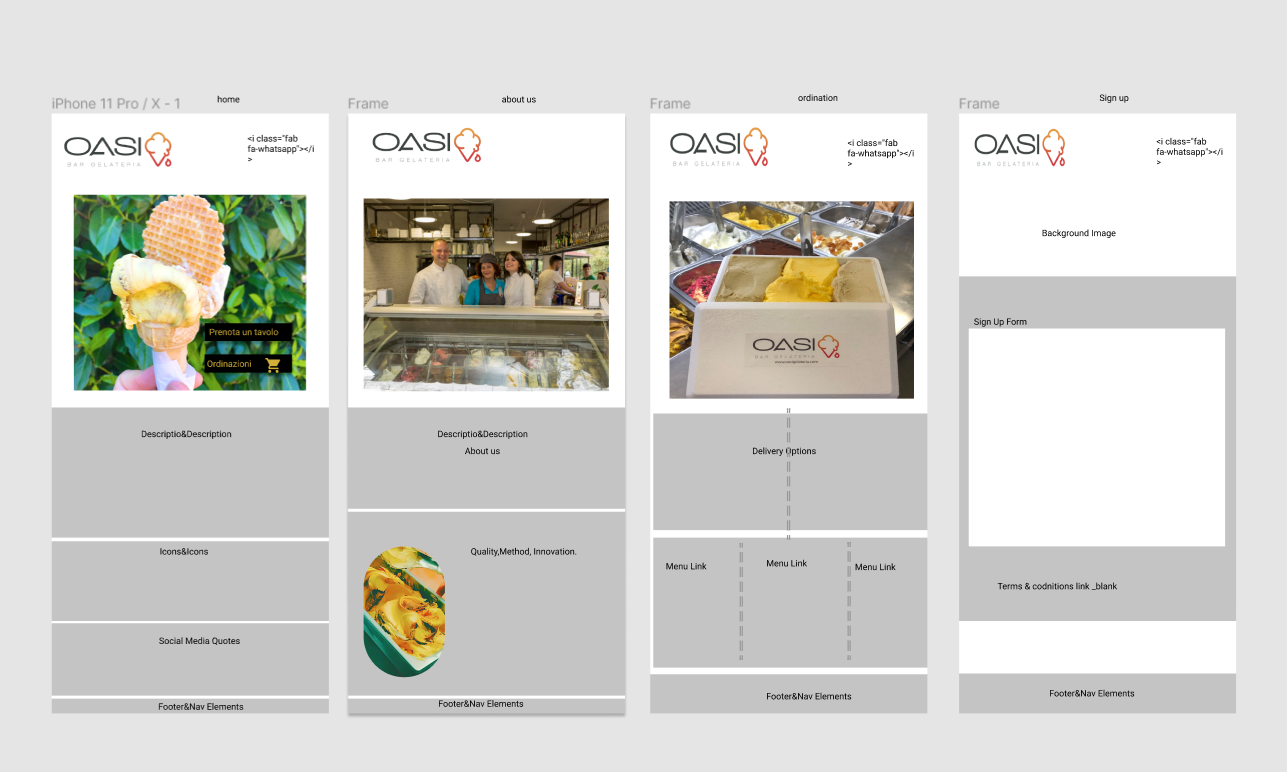 iPhone 11 Pro / X - 1
home
OASI
BAR GELATERIA
<i class="fab
fa-whatsapp"></i
>
Prenota un tavolo
Ordinazioni
Descriptio&Description
Icons&Icons
Social Media Quotes
Footer&Nav Elements
Frame
about us
OASI
BAR GELATERIA
Descriptio&Description
About us
Quality,Method, Innovation.
Footer&Nav Elements
Frame
ordination
OASI
BAR GELATERIA
<i class="fab
fa-whatsapp"></i
>
OASI
BAR GELATERIA
Delivery Options
Menu Link
Menu Link
Menu Link
Footer&Nav Elements
Frame
Sign up
OASI
BAR GELATERIA
<i class="fab
fa-whatsapp"></i
>
Background Image
Sign Up Form
Terms & codnitions link _blank
Footer&Nav Elements